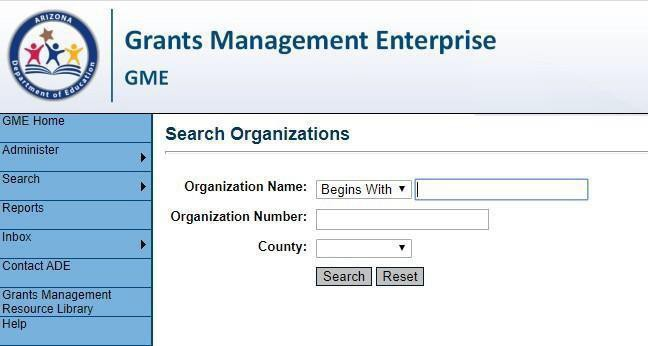 ARIZONA
Department of Education
Grants Management Enterprise
GME
GME Home
Administer
Search
Reports
Inbox
Contact ADE
Grants Management
Resource Library
Help
Search Organizations
Organization Name: Begins With
Organization Number:
County:
Search Reset